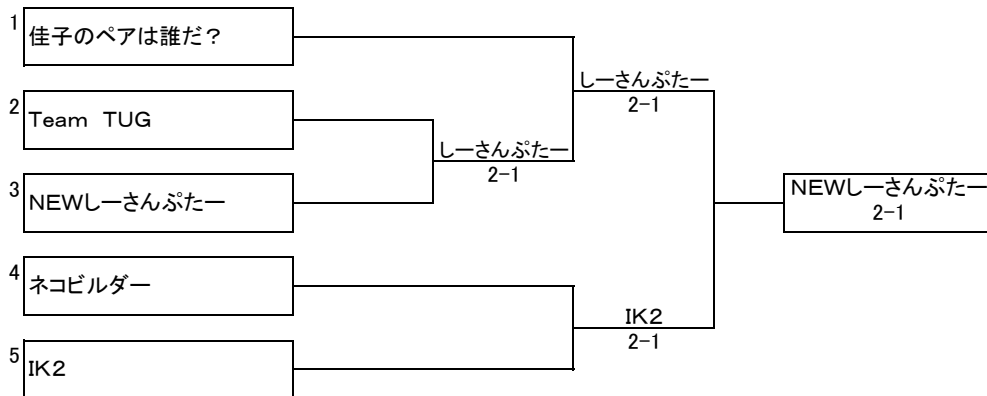 1
佳子のペアは誰だ？
しーさんぷたー
2-1
2
Team　TUG
しーさんぷたー
2-1
3
NEWしーさんぷたー
NEWしーさんぷたー
2-1
4
ネコビルダー
IK2
2-1
5
IK2